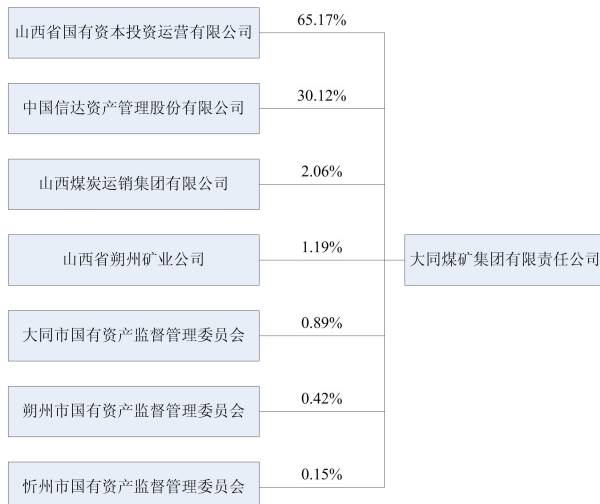 山西省国有资本投资运营有限公司
65.17%
中国信达资产管理股份有限公司
30.12%
山西煤炭运销集团有限公司
2.06%
山西省朔州矿业公司
1.19%
大同煤矿集团有限责任公司
大同市国有资产监督管理委员会
0.89%
朔州市国有资产监督管理委员会
0.42%
忻州市国有资产监督管理委员会
0.15%